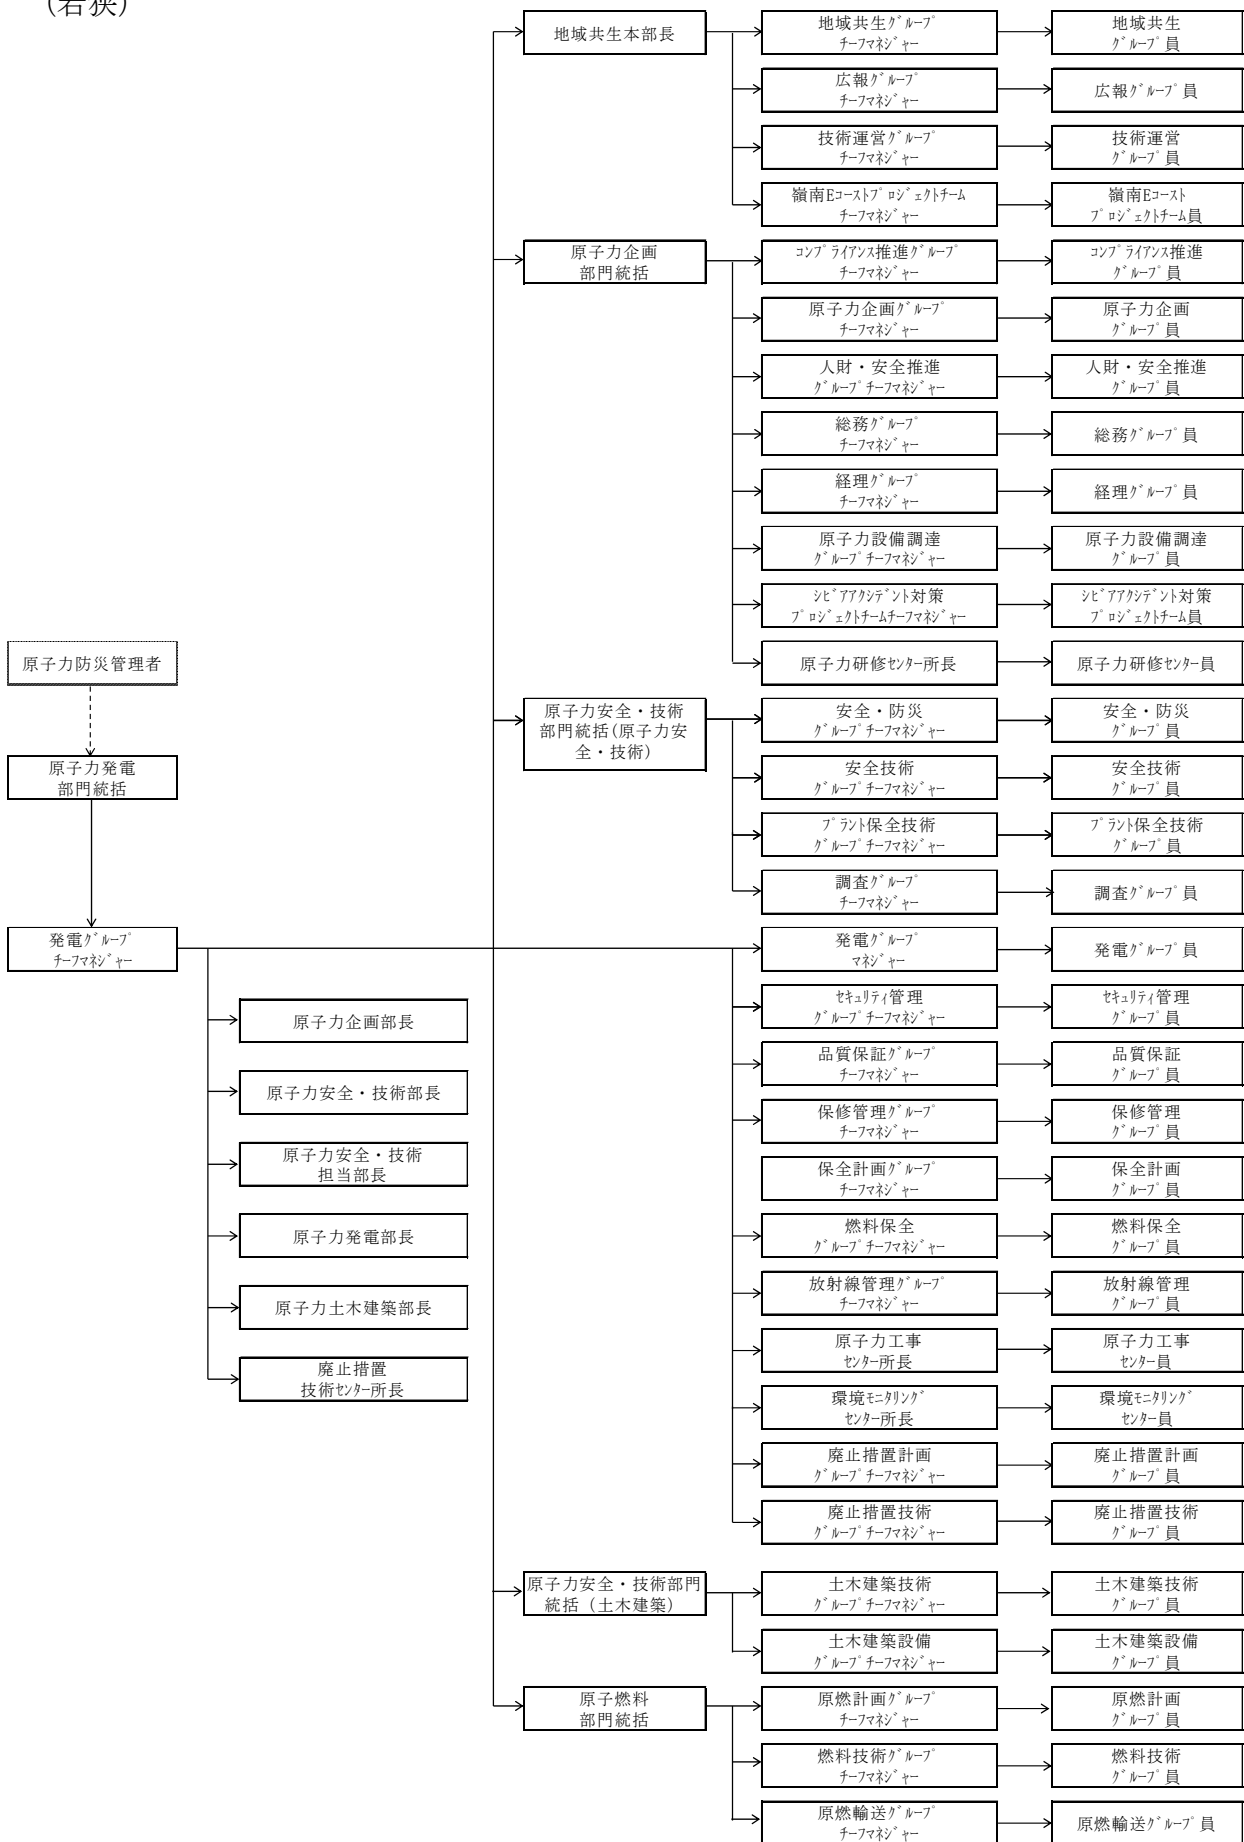 (若狭)
地域共生本部長
地域共生ｸﾞﾙｰﾌﾟ
ﾁｰﾌﾏﾈｼﾞｬｰ
地域共生
ｸﾞﾙｰﾌﾟ員
広報ｸﾞﾙｰﾌﾟ
ﾁｰﾌﾏﾈｼﾞｬｰ
広報ｸﾞﾙｰﾌﾟ員
技術運営ｸﾞﾙｰﾌﾟ
ﾁｰﾌﾏﾈｼﾞｬｰ
技術運営
ｸﾞﾙｰﾌﾟ員
嶺南Eｺｰｽﾄﾌﾟﾛｼﾞｪｸﾄﾁｰﾑ
ﾁｰﾌﾏﾈｼﾞｬｰ
嶺南Eｺｰｽﾄ
ﾌﾟﾛｼﾞｪｸﾄﾁｰﾑ員
原子力企画
部門統括
ｺﾝﾌﾟﾗｲｱﾝｽ推進ｸﾞﾙｰﾌﾟ
ﾁｰﾌﾏﾈｼﾞｬｰ
ｺﾝﾌﾟﾗｲｱﾝｽ推進
ｸﾞﾙｰﾌﾟ員
原子力企画ｸﾞﾙｰﾌﾟ
ﾁｰﾌﾏﾈｼﾞｬｰ
原子力企画
ｸﾞﾙｰﾌﾟ員
人財・安全推進
ｸﾞﾙｰﾌﾟﾁｰﾌﾏﾈｼﾞｬｰ
人財・安全推進
ｸﾞﾙｰﾌﾟ員
総務ｸﾞﾙｰﾌﾟ
ﾁｰﾌﾏﾈｼﾞｬｰ
総務ｸﾞﾙｰﾌﾟ員
経理ｸﾞﾙｰﾌﾟ
ﾁｰﾌﾏﾈｼﾞｬｰ
経理ｸﾞﾙｰﾌﾟ員
原子力設備調達
ｸﾞﾙｰﾌﾟﾁｰﾌﾏﾈｼﾞｬｰ
原子力設備調達
ｸﾞﾙｰﾌﾟ員
ｼﾋﾞｱｱｸｼﾃﾞﾝﾄ対策
ﾌﾟﾛｼﾞｪｸﾄﾁｰﾑﾁｰﾌﾏﾈｼﾞｬｰ
ｼﾋﾞｱｱｸｼﾃﾞﾝﾄ対策
ﾌﾟﾛｼﾞｪｸﾄﾁｰﾑ員
原子力研修ｾﾝﾀｰ所長
原子力研修ｾﾝﾀｰ員
原子力防災管理者
原子力発電
部門統括
原子力安全・技術
部門統括(原子力安
全・技術)
安全・防災
ｸﾞﾙｰﾌﾟﾁｰﾌﾏﾈｼﾞｬｰ
安全・防災
ｸﾞﾙｰﾌﾟ員
安全技術
ｸﾞﾙｰﾌﾟﾁｰﾌﾏﾈｼﾞｬｰ
安全技術
ｸﾞﾙｰﾌﾟ員
ﾌﾟﾗﾝﾄ保全技術
ｸﾞﾙｰﾌﾟﾁｰﾌﾏﾈｼﾞｬｰ
ﾌﾟﾗﾝﾄ保全技術
ｸﾞﾙｰﾌﾟ員
調査ｸﾞﾙｰﾌﾟ
ﾁｰﾌﾏﾈｼﾞｬｰ
調査ｸﾞﾙｰﾌﾟ員
発電ｸﾞﾙｰﾌﾟ
ﾁｰﾌﾏﾈｼﾞｬｰ
発電ｸﾞﾙｰﾌﾟ
ﾏﾈｼﾞｬｰ
発電ｸﾞﾙｰﾌﾟ員
原子力企画部長
原子力安全・技術部長
原子力安全・技術
担当部長
原子力発電部長
原子力土木建築部長
廃止措置
技術ｾﾝﾀｰ所長
ｾｷｭﾘﾃｨ管理
ｸﾞﾙｰﾌﾟﾁｰﾌﾏﾈｼﾞｬｰ
ｾｷｭﾘﾃｨ管理
ｸﾞﾙｰﾌﾟ員
品質保証ｸﾞﾙｰﾌﾟ
ﾁｰﾌﾏﾈｼﾞｬｰ
品質保証
ｸﾞﾙｰﾌﾟ員
保修管理ｸﾞﾙｰﾌﾟ
ﾁｰﾌﾏﾈｼﾞｬｰ
保修管理
ｸﾞﾙｰﾌﾟ員
保全計画ｸﾞﾙｰﾌﾟ
ﾁｰﾌﾏﾈｼﾞｬｰ
保全計画
ｸﾞﾙｰﾌﾟ員
燃料保全
ｸﾞﾙｰﾌﾟﾁｰﾌﾏﾈｼﾞｬｰ
燃料保全
ｸﾞﾙｰﾌﾟ員
放射線管理ｸﾞﾙｰﾌﾟ
ﾁｰﾌﾏﾈｼﾞｬｰ
放射線管理
ｸﾞﾙｰﾌﾟ員
原子力工事
ｾﾝﾀｰ所長
原子力工事
ｾﾝﾀｰ員
環境ﾓﾆﾀﾘﾝｸﾞ
ｾﾝﾀｰ所長
環境ﾓﾆﾀﾘﾝｸﾞ
ｾﾝﾀｰ員
廃止措置計画
ｸﾞﾙｰﾌﾟﾁｰﾌﾏﾈｼﾞｬｰ
廃止措置計画
ｸﾞﾙｰﾌﾟ員
廃止措置技術
ｸﾞﾙｰﾌﾟﾁｰﾌﾏﾈｼﾞｬｰ
廃止措置技術
ｸﾞﾙｰﾌﾟ員
原子力安全・技術部門
統括（土木建築）
土木建築技術
ｸﾞﾙｰﾌﾟﾁｰﾌﾏﾈｼﾞｬｰ
土木建築技術
ｸﾞﾙｰﾌﾟ員
土木建築設備
ｸﾞﾙｰﾌﾟﾁｰﾌﾏﾈｼﾞｬｰ
土木建築設備
ｸﾞﾙｰﾌﾟ員
原子燃料
部門統括
原燃計画ｸﾞﾙｰﾌﾟ
ﾁｰﾌﾏﾈｼﾞｬｰ
原燃計画
ｸﾞﾙｰﾌﾟ員
燃料技術ｸﾞﾙｰﾌﾟ
ﾁｰﾌﾏﾈｼﾞｬｰ
燃料技術
ｸﾞﾙｰﾌﾟ員
原燃輸送ｸﾞﾙｰﾌﾟ
ﾁｰﾌﾏﾈｼﾞｬｰ
原燃輸送ｸﾞﾙｰﾌﾟ員